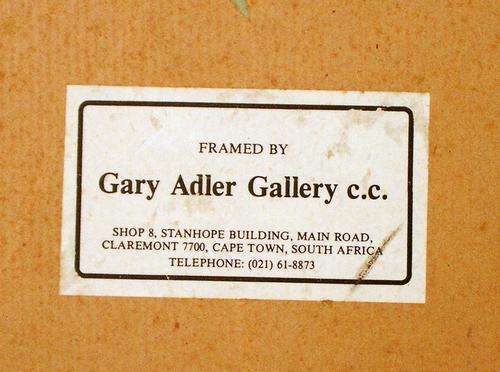 FRAMED BY
Gary Adler Gallery c.c.
SHOP 8, STANHOPE BUILDING, MAIN ROAD,
CLAREMONT 7700, CAPE TOWN, SOUTH AFRICA
TELEPHONE: (021) 61-8873